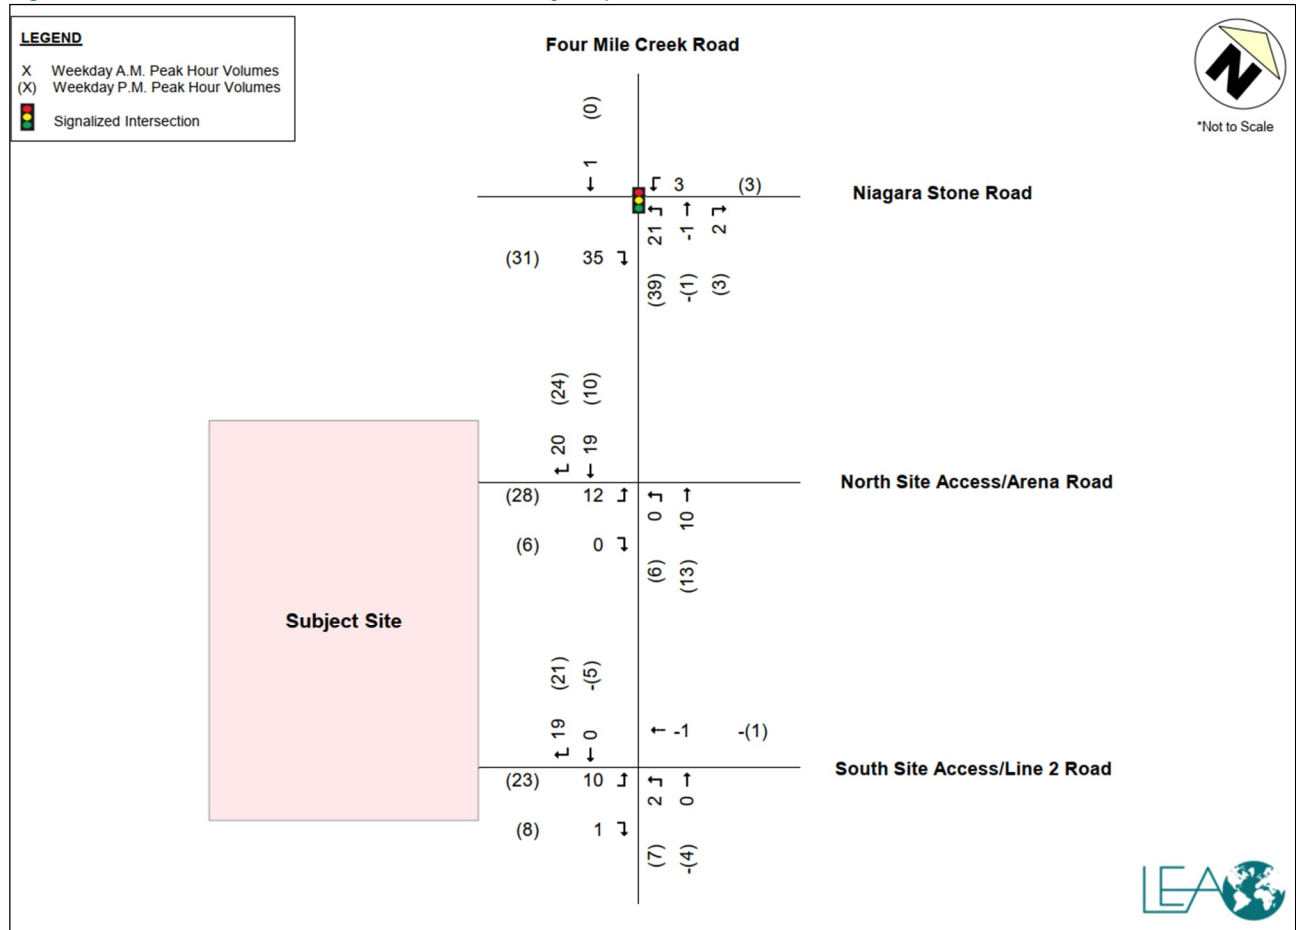 LEGEND
X Weekday A.M. Peak Hour Volumes
(X) Weekday P.M. Peak Hour Volumes
Signalized Intersection
Four Mile Creek Road
N
*Not to Scale
(0)
1
3 (3)
Niagara Stone Road
21 -1 2
(31) 35
(39) -(1) (3)
(24) (10)
20 19
North Site Access/Arena Road
(28) 12
0 10
(6) 0
(6) (13)
Subject Site
(21) -(5)
19 0
-1 -(1)
South Site Access/Line 2 Road
(23) 10
2 0
(8) 1
(7) -(4)
LEA